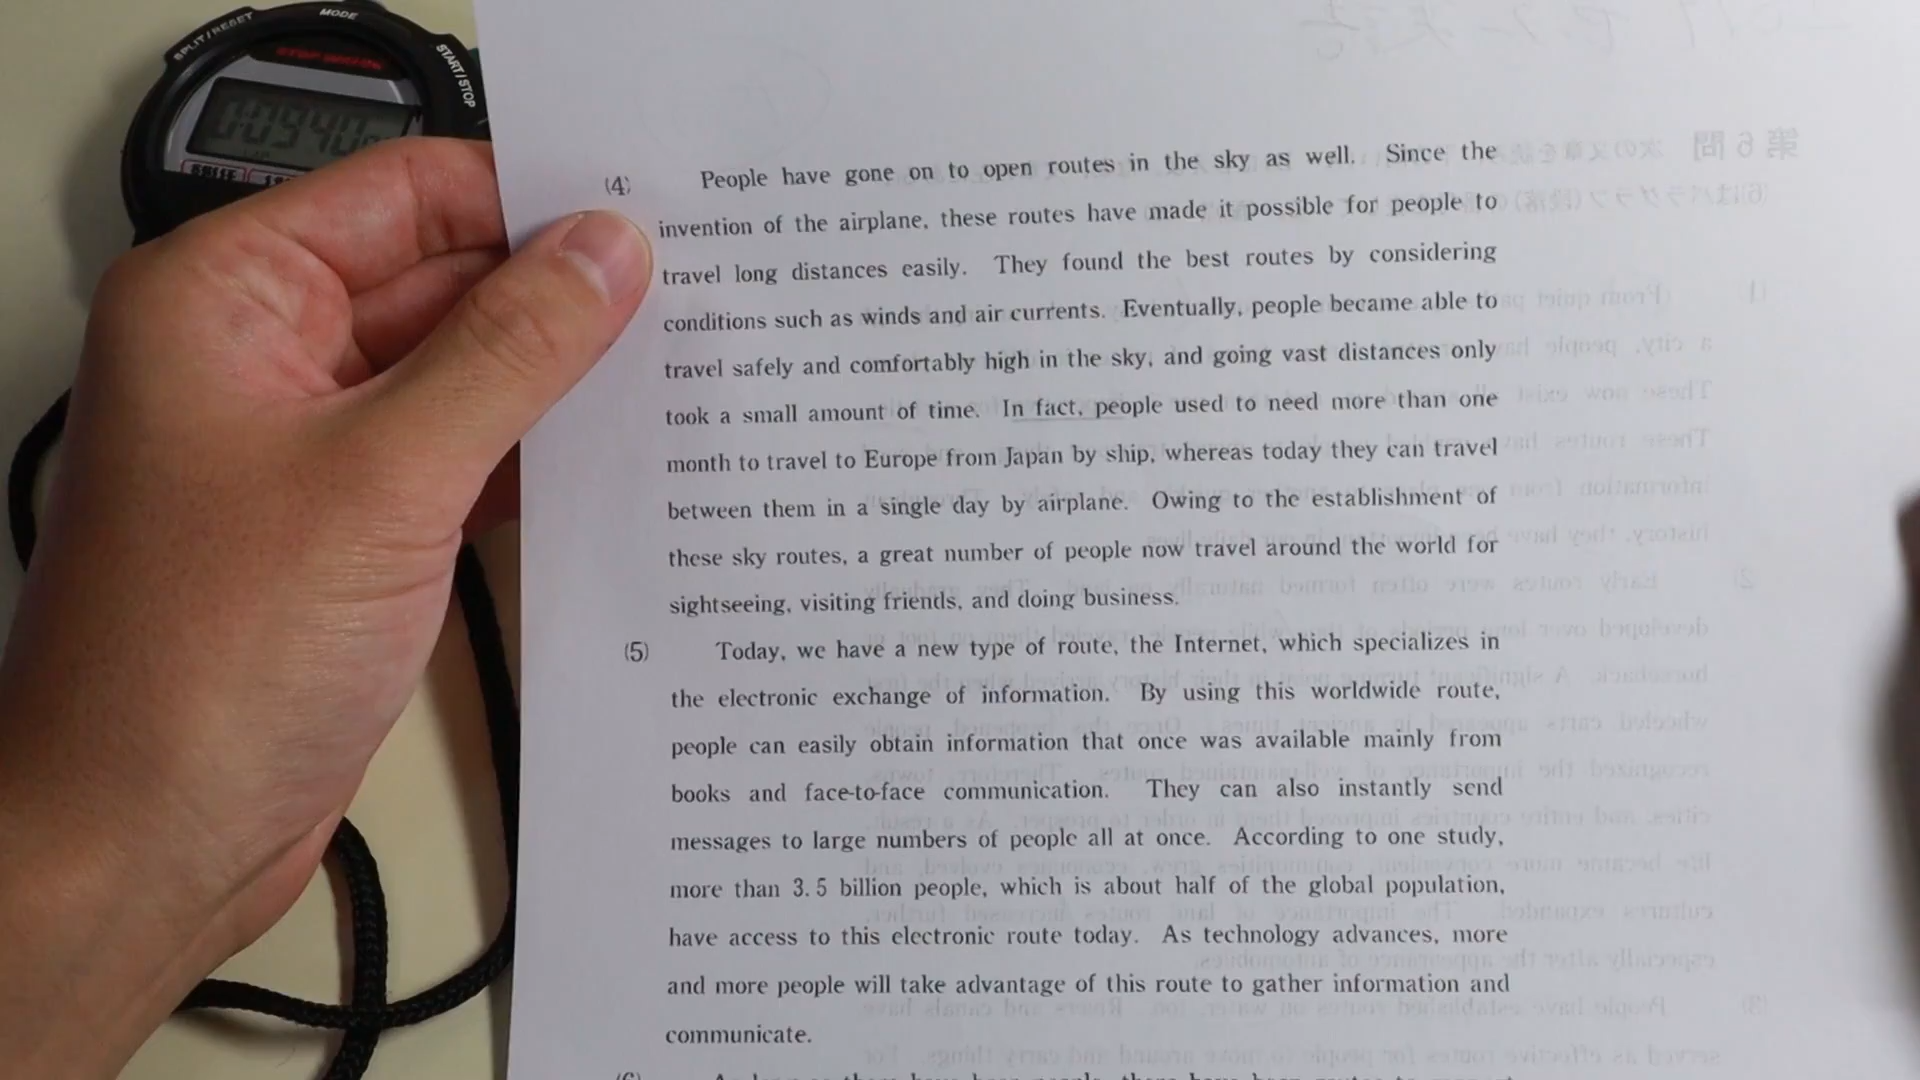 SPLIT/RESET
MODE
START/STOP
(4) People have gone on to open routes in the sky as well. Since the
invention of the airplane, these routes have made it possible for people to
travel long distances easily. They found the best routes by considering
conditions such as winds and air currents. Eventually, people became able to
travel safely and comfortably high in the sky, and going vast distances only
took a small amount of time. In fact, people used to need more than one
month to travel to Europe from Japan by ship, whereas today they can travel
between them in a single day by airplane. Owing to the establishment of
these sky routes, a great number of people now travel around the world for
sightseeing, visiting friends, and doing business.
(5) Today, we have a new type of route, the Internet, which specializes in
the electronic exchange of information. By using this worldwide route,
people can easily obtain information that once was available mainly from
books and face-to-face communication. They can also instantly send
messages to large numbers of people all at once. According to one study,
more than 3.5 billion people, which is about half of the global population,
have access to this electronic route today. As technology advances, more
and more people will take advantage of this route to gather information and
communicate.